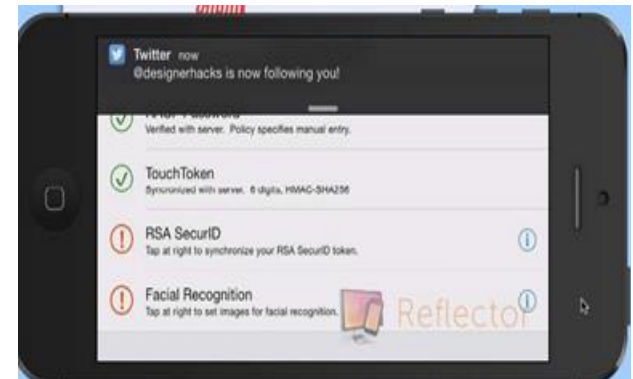 Twitter now
@designerhacks is now following you!
Password
Verified with server. Policy specifies manual entry.
TouchToken
Syncronized with server. 6 digits, HMAC-SHA256
RSA SecurID
Tap at right to synchronize your RSA SecurID token.
Facial Recognition
Tap at right to set images for facial recognition.
Reflector